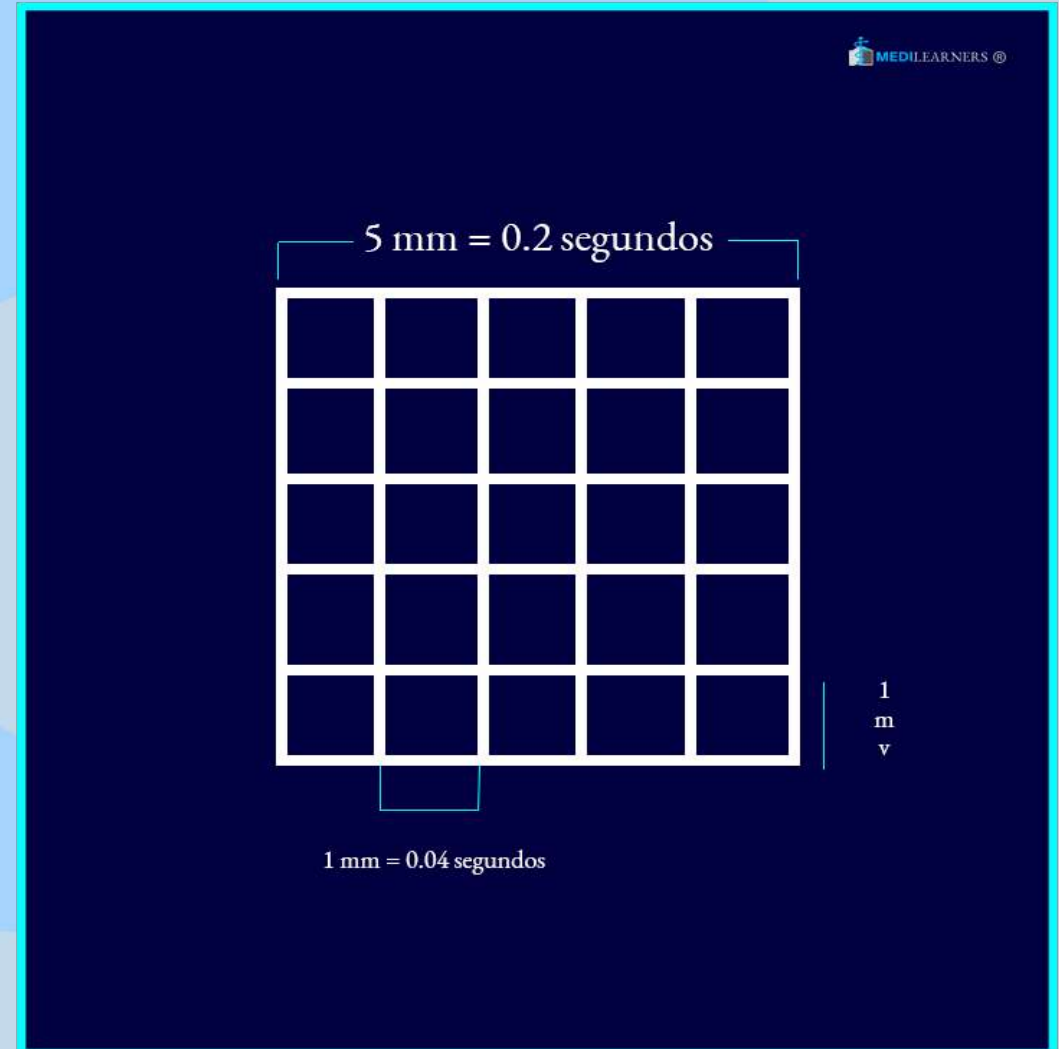 MEDILEARNERS ®
5 mm = 0.2 segundos
1
m
v
1 mm = 0.04 segundos